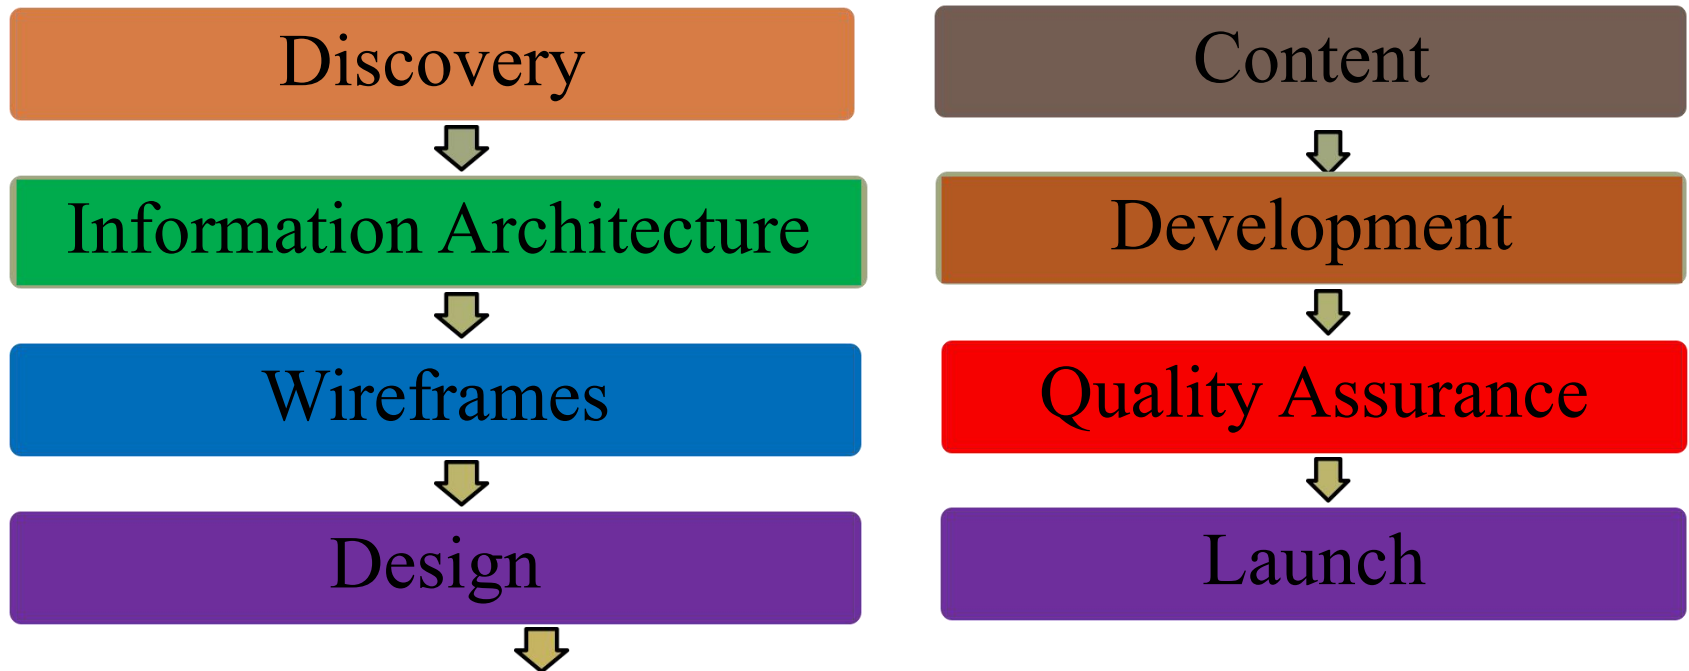 Discovery
Information Architecture
Wireframes
Design
Content
Development
Quality Assurance
Launch